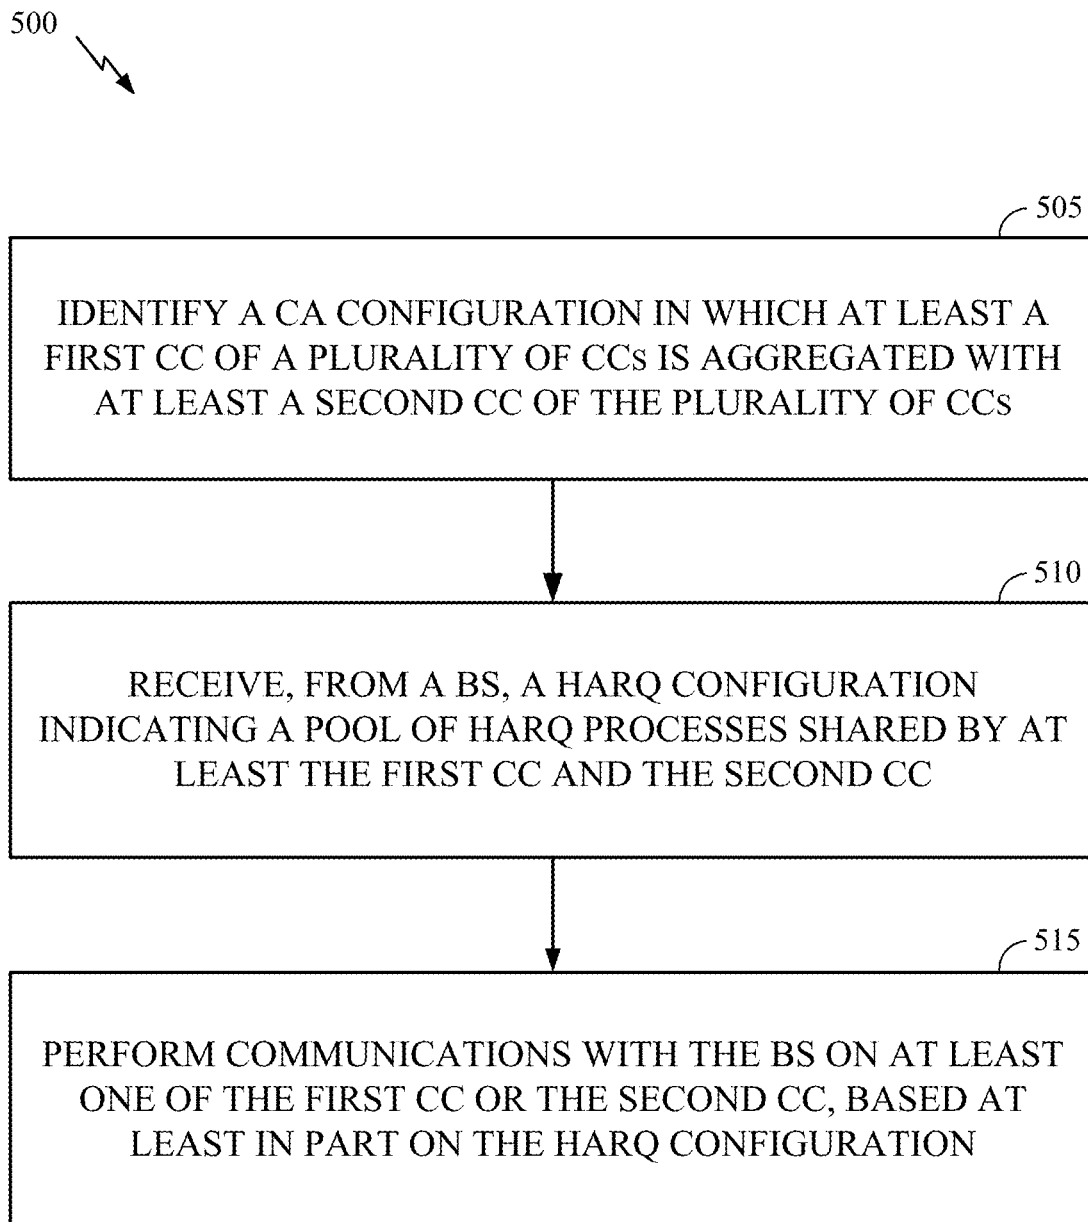 500
505
IDENTIFY A CA CONFIGURATION IN WHICH AT LEAST A
FIRST CC OF A PLURALITY OF CCs IS AGGREGATED WITH
AT LEAST A SECOND CC OF THE PLURALITY OF CCs
510
RECEIVE, FROM A BS, A HARQ CONFIGURATION
INDICATING A POOL OF HARQ PROCESSES SHARED BY AT
LEAST THE FIRST CC AND THE SECOND CC
515
PERFORM COMMUNICATIONS WITH THE BS ON AT LEAST
ONE OF THE FIRST CC OR THE SECOND CC, BASED AT
LEAST IN PART ON THE HARQ CONFIGURATION